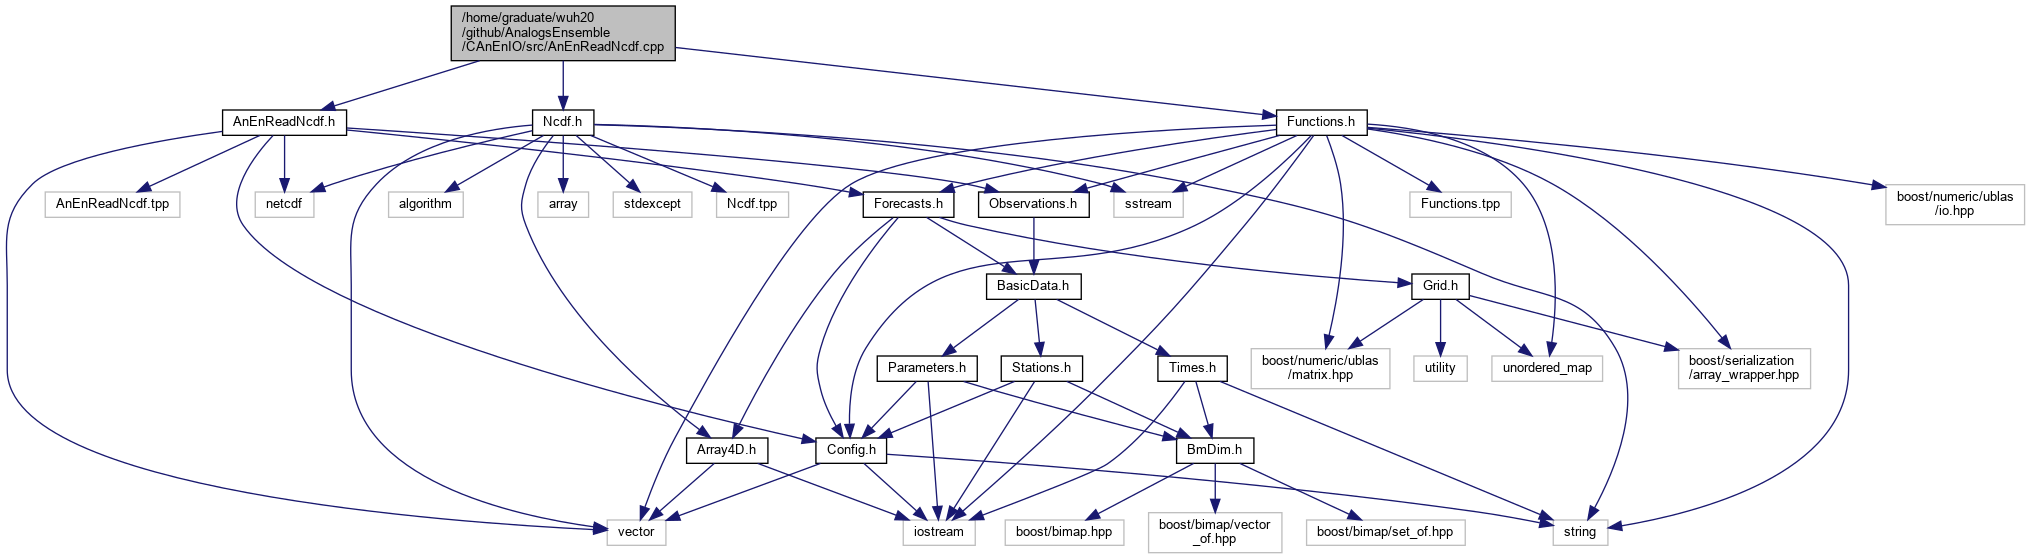 /home/graduate/wuh20
/github/AnalogsEnsemble
/CAnEnIO/src/AnEnReadNcdf.cpp
AnEnReadNcdf.h
Ncdf.h
Functions.h
AnEnReadNcdf.tpp
netcdf
algorithm
array
stdexcept
Ncdf.tpp
Forecasts.h
Observations.h
sstream
Functions.tpp
boost/numeric/ublas
/io.hpp
BasicData.h
Grid.h
Parameters.h
Stations.h
Times.h
boost/numeric/ublas
/matrix.hpp
utility
unordered_map
boost/serialization
/array_wrapper.hpp
Array4D.h
Config.h
BmDim.h
vector
iostream
boost/bimap.hpp
boost/bimap/vector
_of.hpp
boost/bimap/set_of.hpp
string